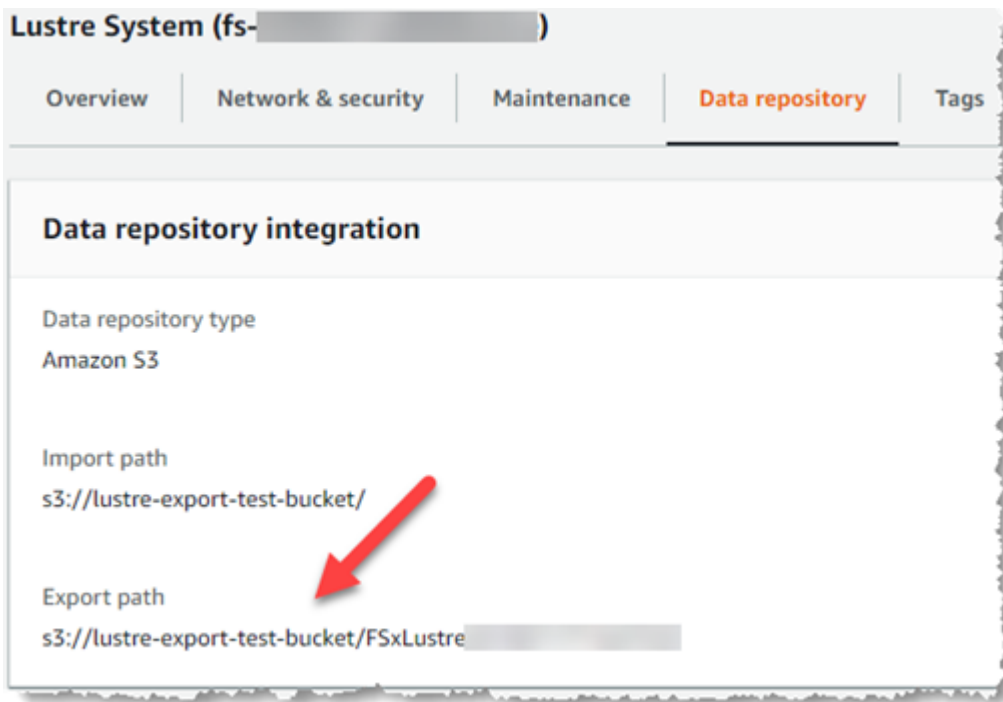 Lustre System (fs- )
Overview Network & security Maintenance Data repository Tags
Data repository integration
Data repository type
Amazon S3
Import path
s3://lustre-export-test-bucket/
Export path
s3://lustre-export-test-bucket/FSxLustre